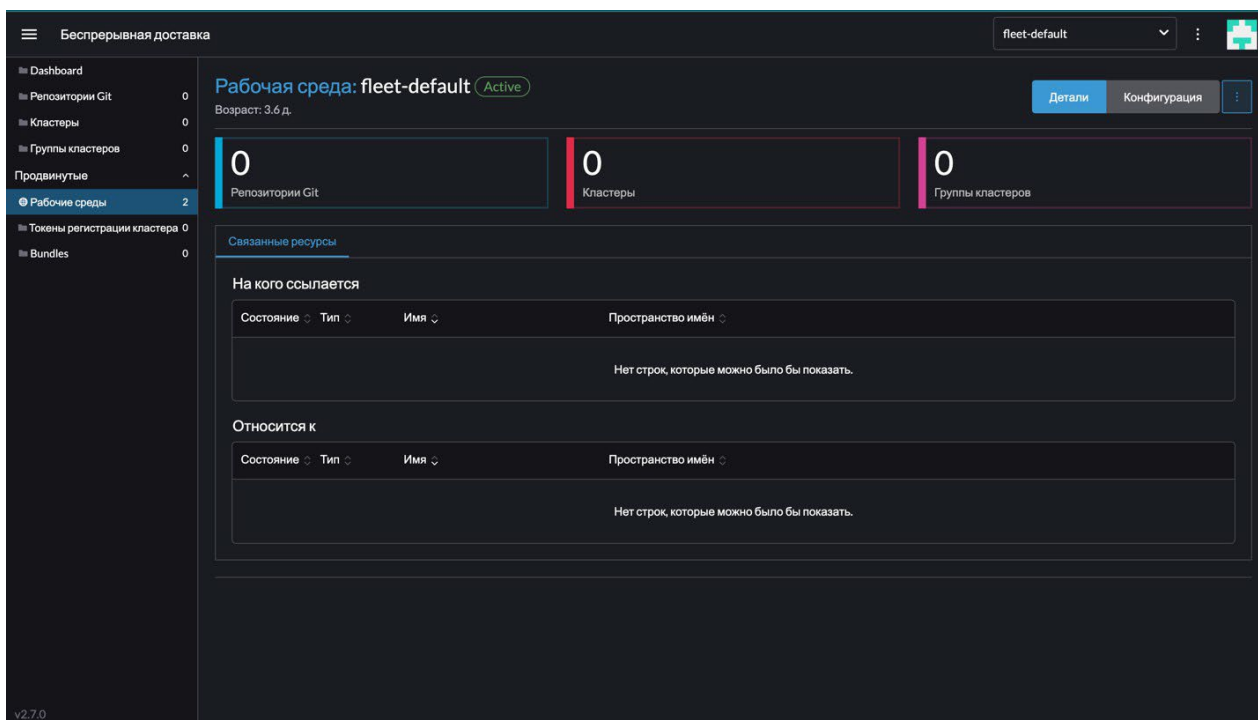 Беспрерывная доставка
fleet-default
Dashboard
Репозитории Git 0
Кластеры 0
Группы кластеров 0
Продвинутые
Рабочие среды 2
Токены регистрации кластера 0
Bundles 0
v2.7.0
Рабочая среда: fleet-default Active
Возраст: 3.6 д.
Детали Конфигурация
0
Репозитории Git
0
Кластеры
0
Группы кластеров
Связанные ресурсы
На кого ссылается
Состояние Тип Имя Пространство имён
Нет строк, которые можно было бы показать.
Относится к
Состояние Тип Имя Пространство имён
Нет строк, которые можно было бы показать.